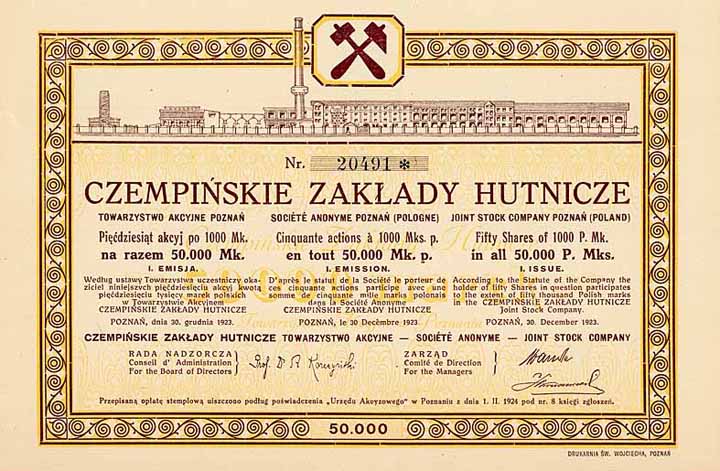 Nr. 20491 *
CZEMPIŃSKIE ZAKŁADY HUTNICZE
TOWARZYSTWO AKCYJNE POZNAŃ
Pięćdziesiąt akcyj po 1000 Mk.
na razem 50.000 Mk.
I. EMISJA.
Według ustawy Towarzystwa uczestniczy oka-
ziciel niniejszych pięćdziesięciu akcyj kwotą
pięćdziesięciu tysięcy marek polskich
w Towarzystwie Akcyjnem
CZEMPIŃSKIE ZAKŁADY HUTNICZE
POZNAŃ, dnia 30. grudnia 1923.
SOCIÉTÉ ANONYME POZNAŃ (POLOGNE)
Cinquante actions à 1000 Mks. p.
en tout 50.000 Mk. p.
I. EMISSION.
D'après le statut de la Société le porteur de
ces cinquante actions participe avec une
somme de cinquante mile marks polonais
dans la Société Anonyme
CZEMPIŃSKIE ZAKŁADY HUTNICZE
POZNAŃ, le 30 Decèmbre 1923.
JOINT STOCK COMPANY POZNAŃ (POLAND)
Fifty Shares of 1000 P. Mk.
in all 50.000 P. Mks.
I. ISSUE.
According to the Statute of the Company the
holder of fifty Shares in question participates
to the extent of fifty thousand Polish marks
in the CZEMPIŃSKIE ZAKŁADY HUTNICZE
Joint Stock Company.
POZNAŃ, 30. December 1923.
CZEMPIŃSKIE ZAKŁADY HUTNICZE TOWARZYSTWO AKCYJNE — SOCIÉTÉ ANONYME — JOINT STOCK COMPANY
RADA NADZORCZA
Conseil d' Administration
For the Board of Directors
Prof. Dr
ZARZĄD
Comité de Direction
For the Managers
Przepisaną opłatę stemplową uiszczono podług poświadczenia „Urzędu Akcyzowego" w Poznaniu z dnia 1. II. 1924 pod nr. 8 księgi zgłoszeń.
50.000
DRUKARNIA ŚW. WOJCIECHA, POZNAŃ